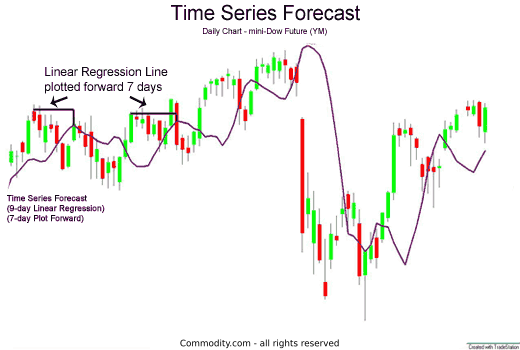 Time Series Forecast
Daily Chart - mini-Dow Future (YM)
Linear Regression Line
plotted forward 7 days
Time Series Forecast
(9-day Linear Regression)
(7-day Plot Forward)
Commodity.com - all rights reserved
Created with TradeStation